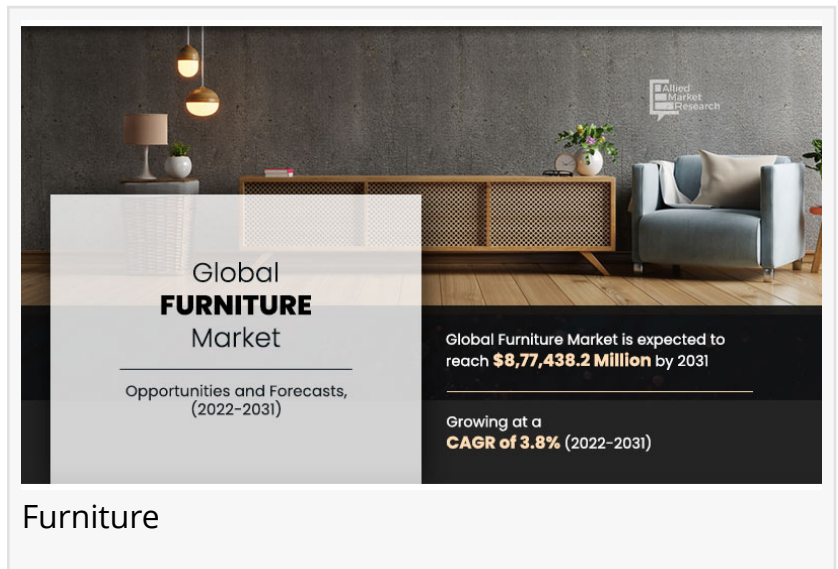 Allied
Market
Research
Global
FURNITURE
Market
Opportunities and Forecasts,
(2022-2031)
Global Furniture Market is expected to
reach $8,77,438.2 Million by 2031
Growing at a
CAGR of 3.8% (2022-2031)
Furniture